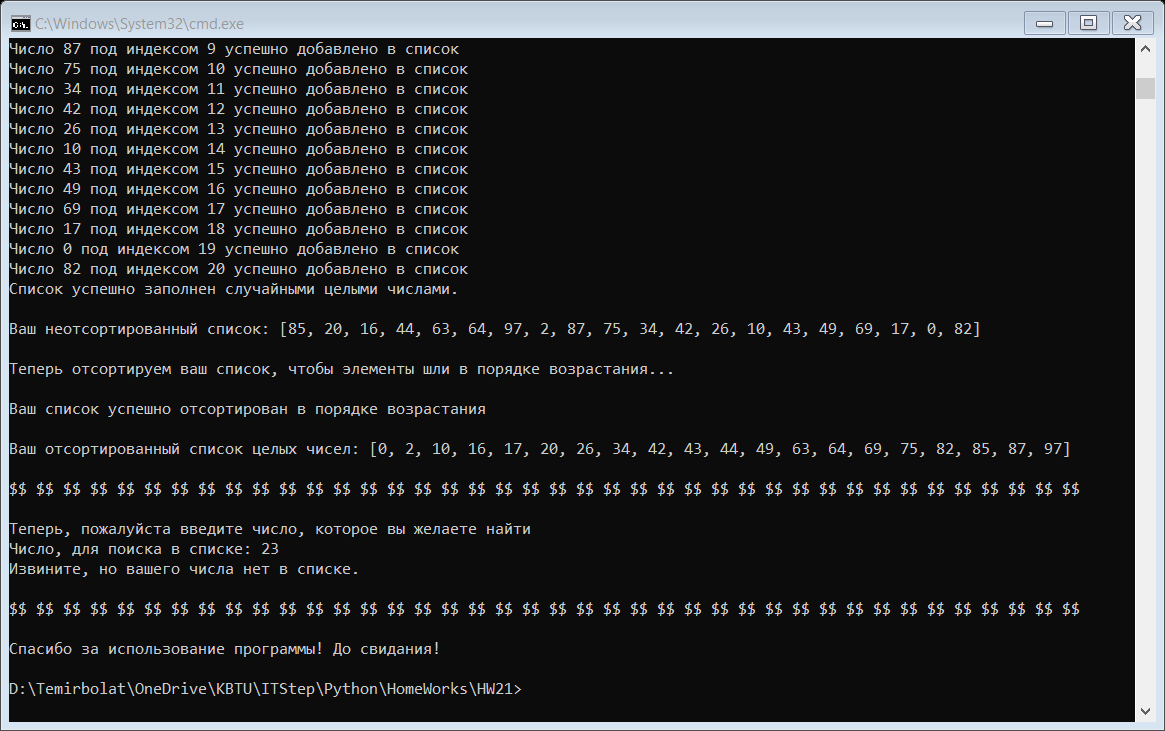 C:\Windows\System32\cmd.exe
Число 87 под индексом 9 успешно добавлено в список
Число 75 под индексом 10 успешно добавлено в список
Число 34 под индексом 11 успешно добавлено в список
Число 42 под индексом 12 успешно добавлено в список
Число 26 под индексом 13 успешно добавлено в список
Число 10 под индексом 14 успешно добавлено в список
Число 43 под индексом 15 успешно добавлено в список
Число 49 под индексом 16 успешно добавлено в список
Число 69 под индексом 17 успешно добавлено в список
Число 17 под индексом 18 успешно добавлено в список
Число 0 под индексом 19 успешно добавлено в список
Число 82 под индексом 20 успешно добавлено в список
Список успешно заполнен случайными целыми числами.
Ваш неотсортированный список: [85, 20, 16, 44, 63, 64, 97, 2, 87, 75, 34, 42, 26, 10, 43, 49, 69, 17, 0, 82]
Теперь отсортируем ваш список, чтобы элементы шли в порядке возрастания...
Ваш список успешно отсортирован в порядке возрастания
Ваш отсортированный список целых чисел: [0, 2, 10, 16, 17, 20, 26, 34, 42, 43, 44, 49, 63, 64, 69, 75, 82, 85, 87, 97]
$$ $$ $$ $$ $$ $$ $$ $$ $$ $$ $$ $$ $$ $$ $$ $$ $$ $$ $$ $$ $$ $$ $$ $$ $$ $$ $$ $$ $$ $$ $$ $$ $$ $$ $$ $$ $$ $$ $$ $$
Теперь, пожалуйста введите число, которое вы желаете найти
Число, для поиска в списке: 23
Извините, но вашего числа нет в списке.
$$ $$ $$ $$ $$ $$ $$ $$ $$ $$ $$ $$ $$ $$ $$ $$ $$ $$ $$ $$ $$ $$ $$ $$ $$ $$ $$ $$ $$ $$ $$ $$ $$ $$ $$ $$ $$ $$ $$ $$
Спасибо за использование программы! До свидания!
D:\Temirbolat\OneDrive\KBTU\ITStep\Python\HomeWorks\HW21>